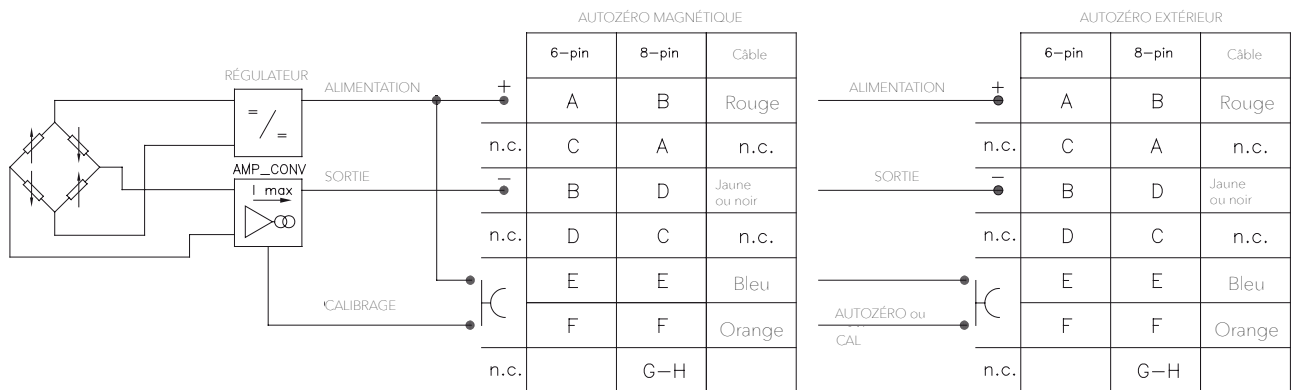 AUTOZÉRO MAGNÉTIQUE
AUTOZÉRO EXTÉRIEUR
6-pin 8-pin Câble
6-pin 8-pin Câble
RÉGULATEUR
ALIMENTATION + A B Rouge
ALIMENTATION + A B Rouge
= / =
n.c. C A n.c.
n.c. C A n.c.
AMP_CONV
I max
SORTIE – B D Jaune ou noir
SORTIE – B D Jaune ou noir
n.c. D C n.c.
n.c. D C n.c.
E E Bleu
E E Bleu
CALIBRAGE F F Orange
AUTOZÉRO ou
CAL
F F Orange
n.c. G-H
n.c. G-H